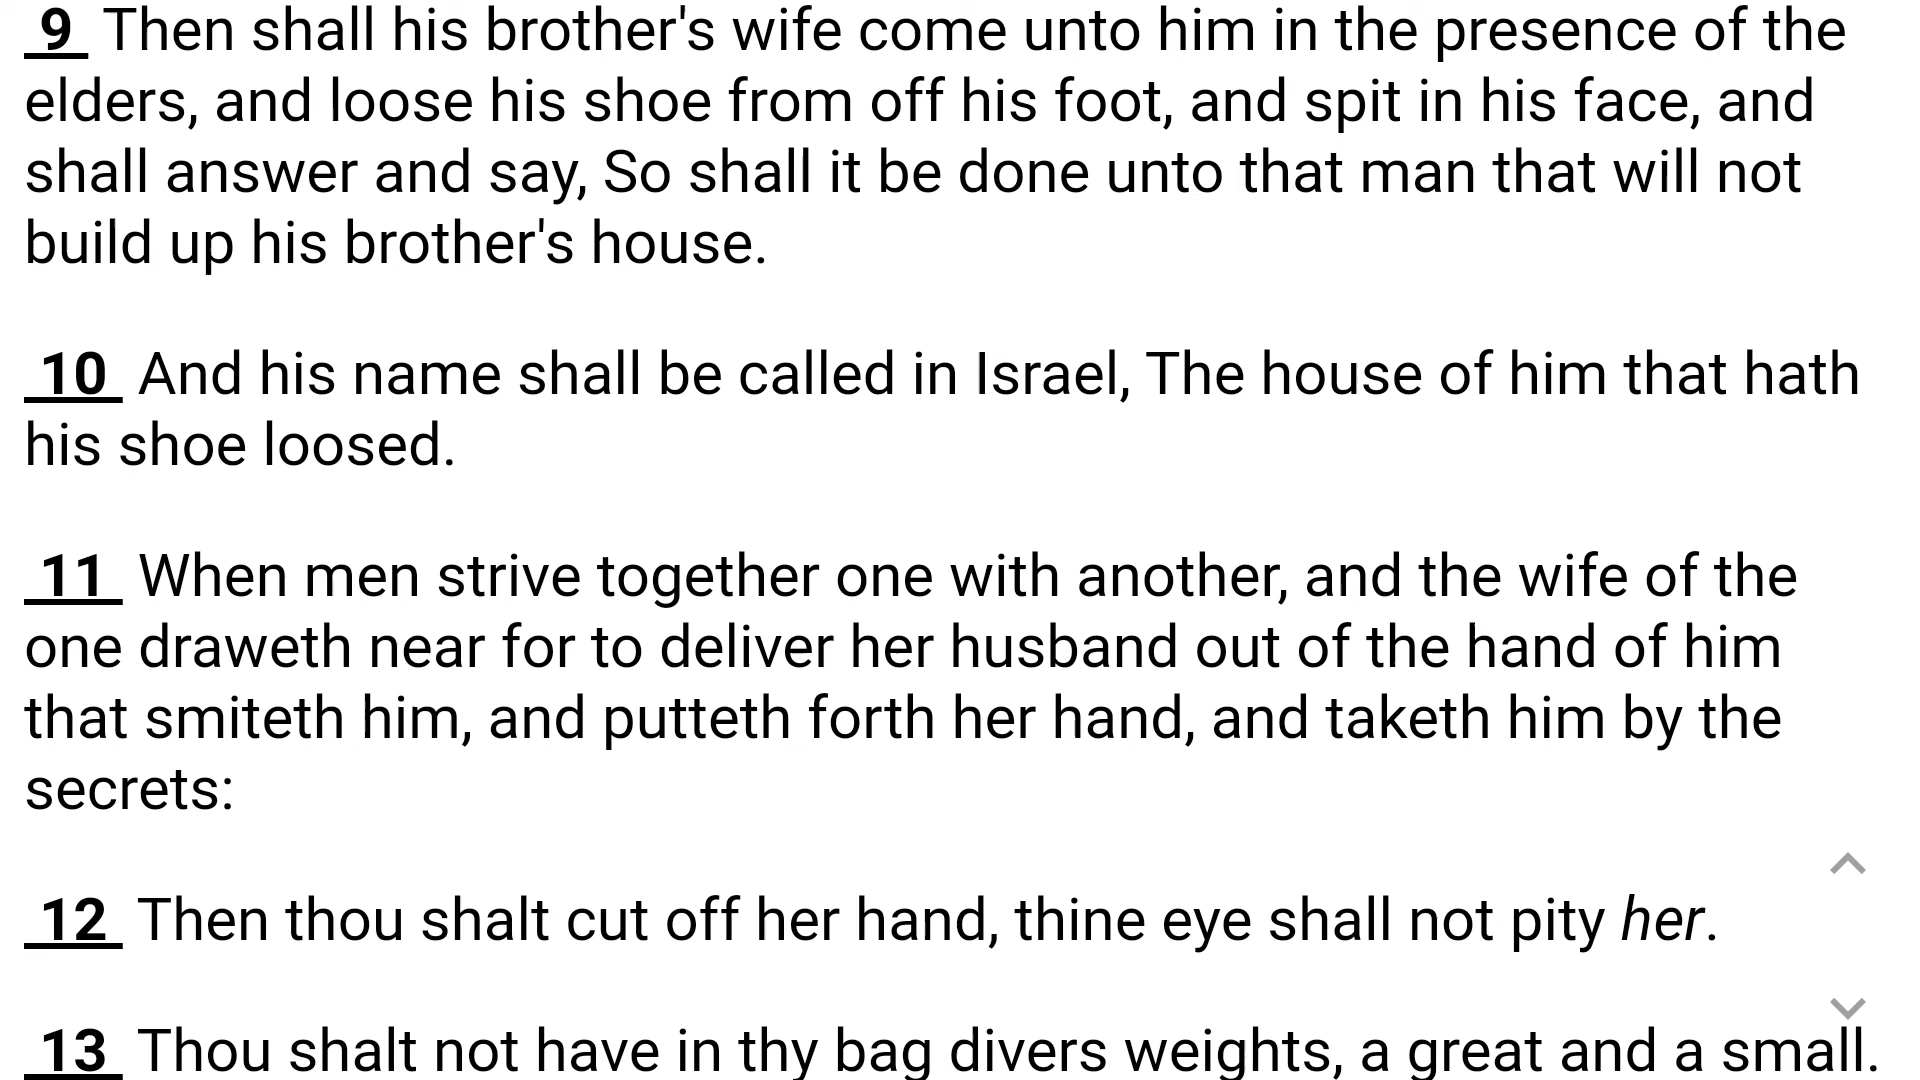 9 Then shall his brother's wife come unto him in the presence of the
elders, and loose his shoe from off his foot, and spit in his face, and
shall answer and say, So shall it be done unto that man that will not
build up his brother's house.
10 And his name shall be called in Israel, The house of him that hath
his shoe loosed.
11 When men strive together one with another, and the wife of the
one draweth near for to deliver her husband out of the hand of him
that smiteth him, and putteth forth her hand, and taketh him by the
secrets:
12 Then thou shalt cut off her hand, thine eye shall not pity her.
13 Thou shalt not have in thy bag divers weights, a great and a small.